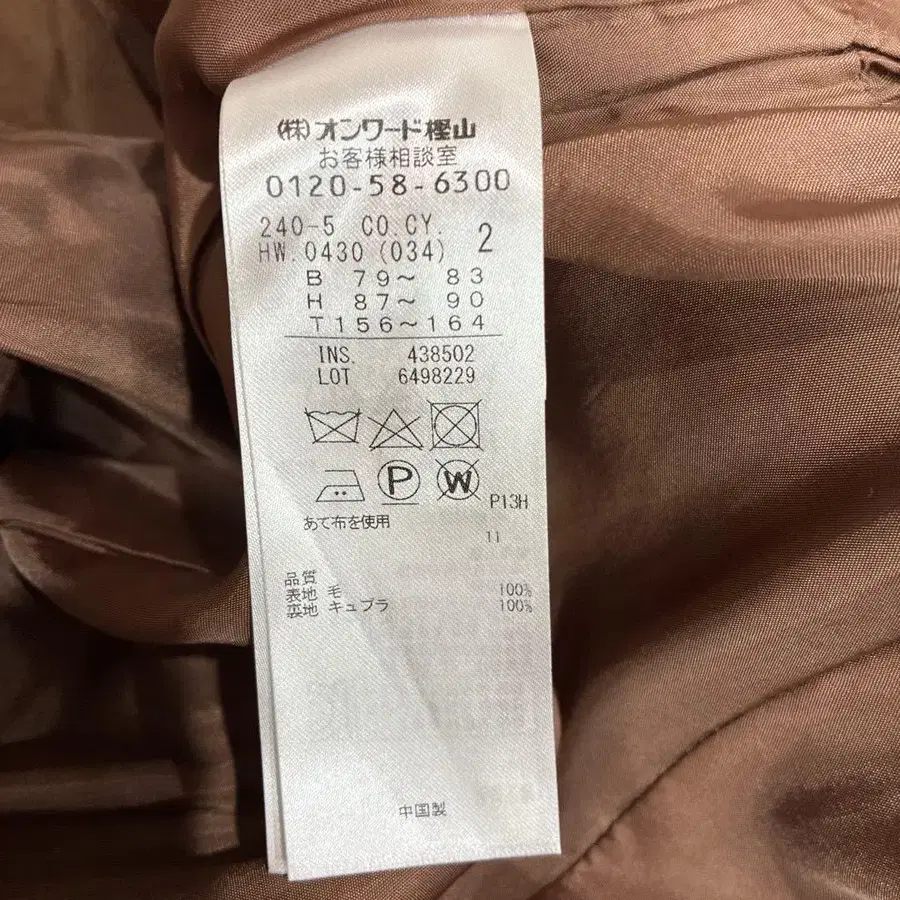 (株)オンワード樫山
お客様相談室
0120-58-6300
240-5 CO.CY. 2
HW.0430 (034)
B 79～ 83
H 87～ 90
T156～164
INS. 438502
LOT 6498229
P W
P13H
あて布を使用
11
品質
表地 毛 100%
裏地 キュプラ 100%
中国製